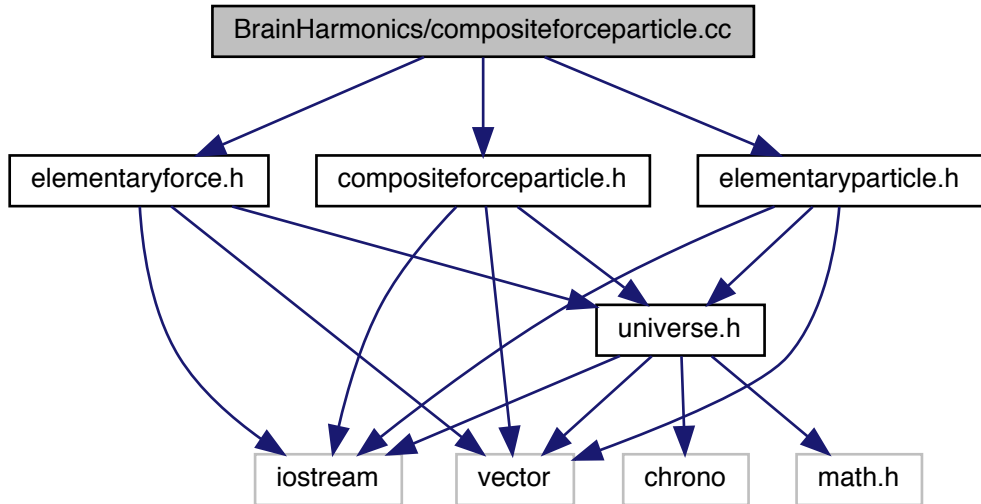 BrainHarmonics/compositeforceparticle.cc
elementaryforce.h
compositeforceparticle.h
elementaryparticle.h
universe.h
iostream
vector
chrono
math.h